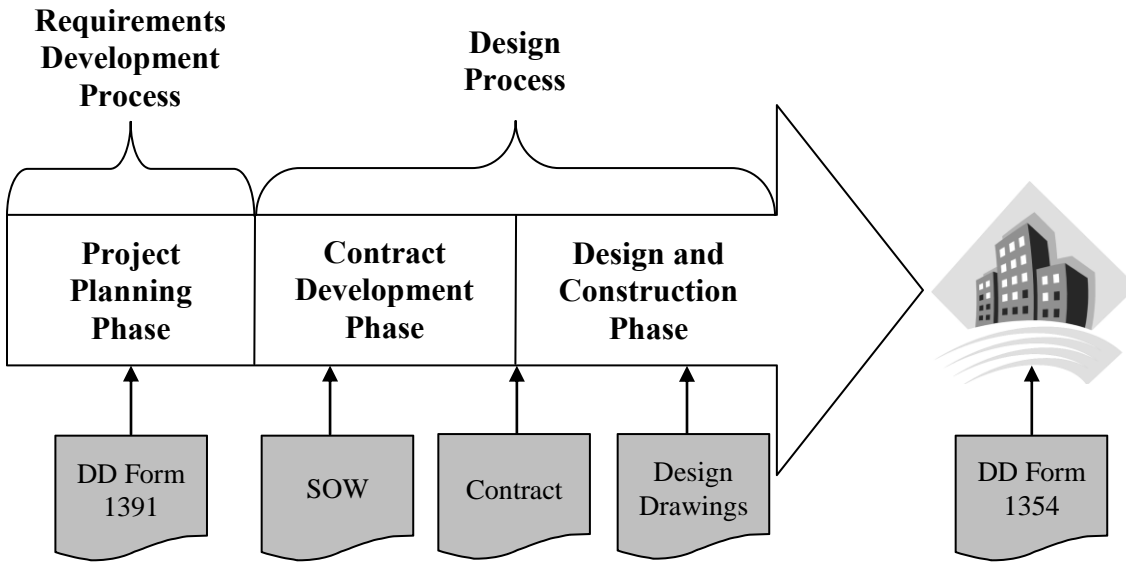 Requirements
Development
Process
Design
Process
Project
Planning
Phase
Contract
Development
Phase
Design and
Construction
Phase
DD Form
1391
SOW
Contract
Design
Drawings
DD Form
1354